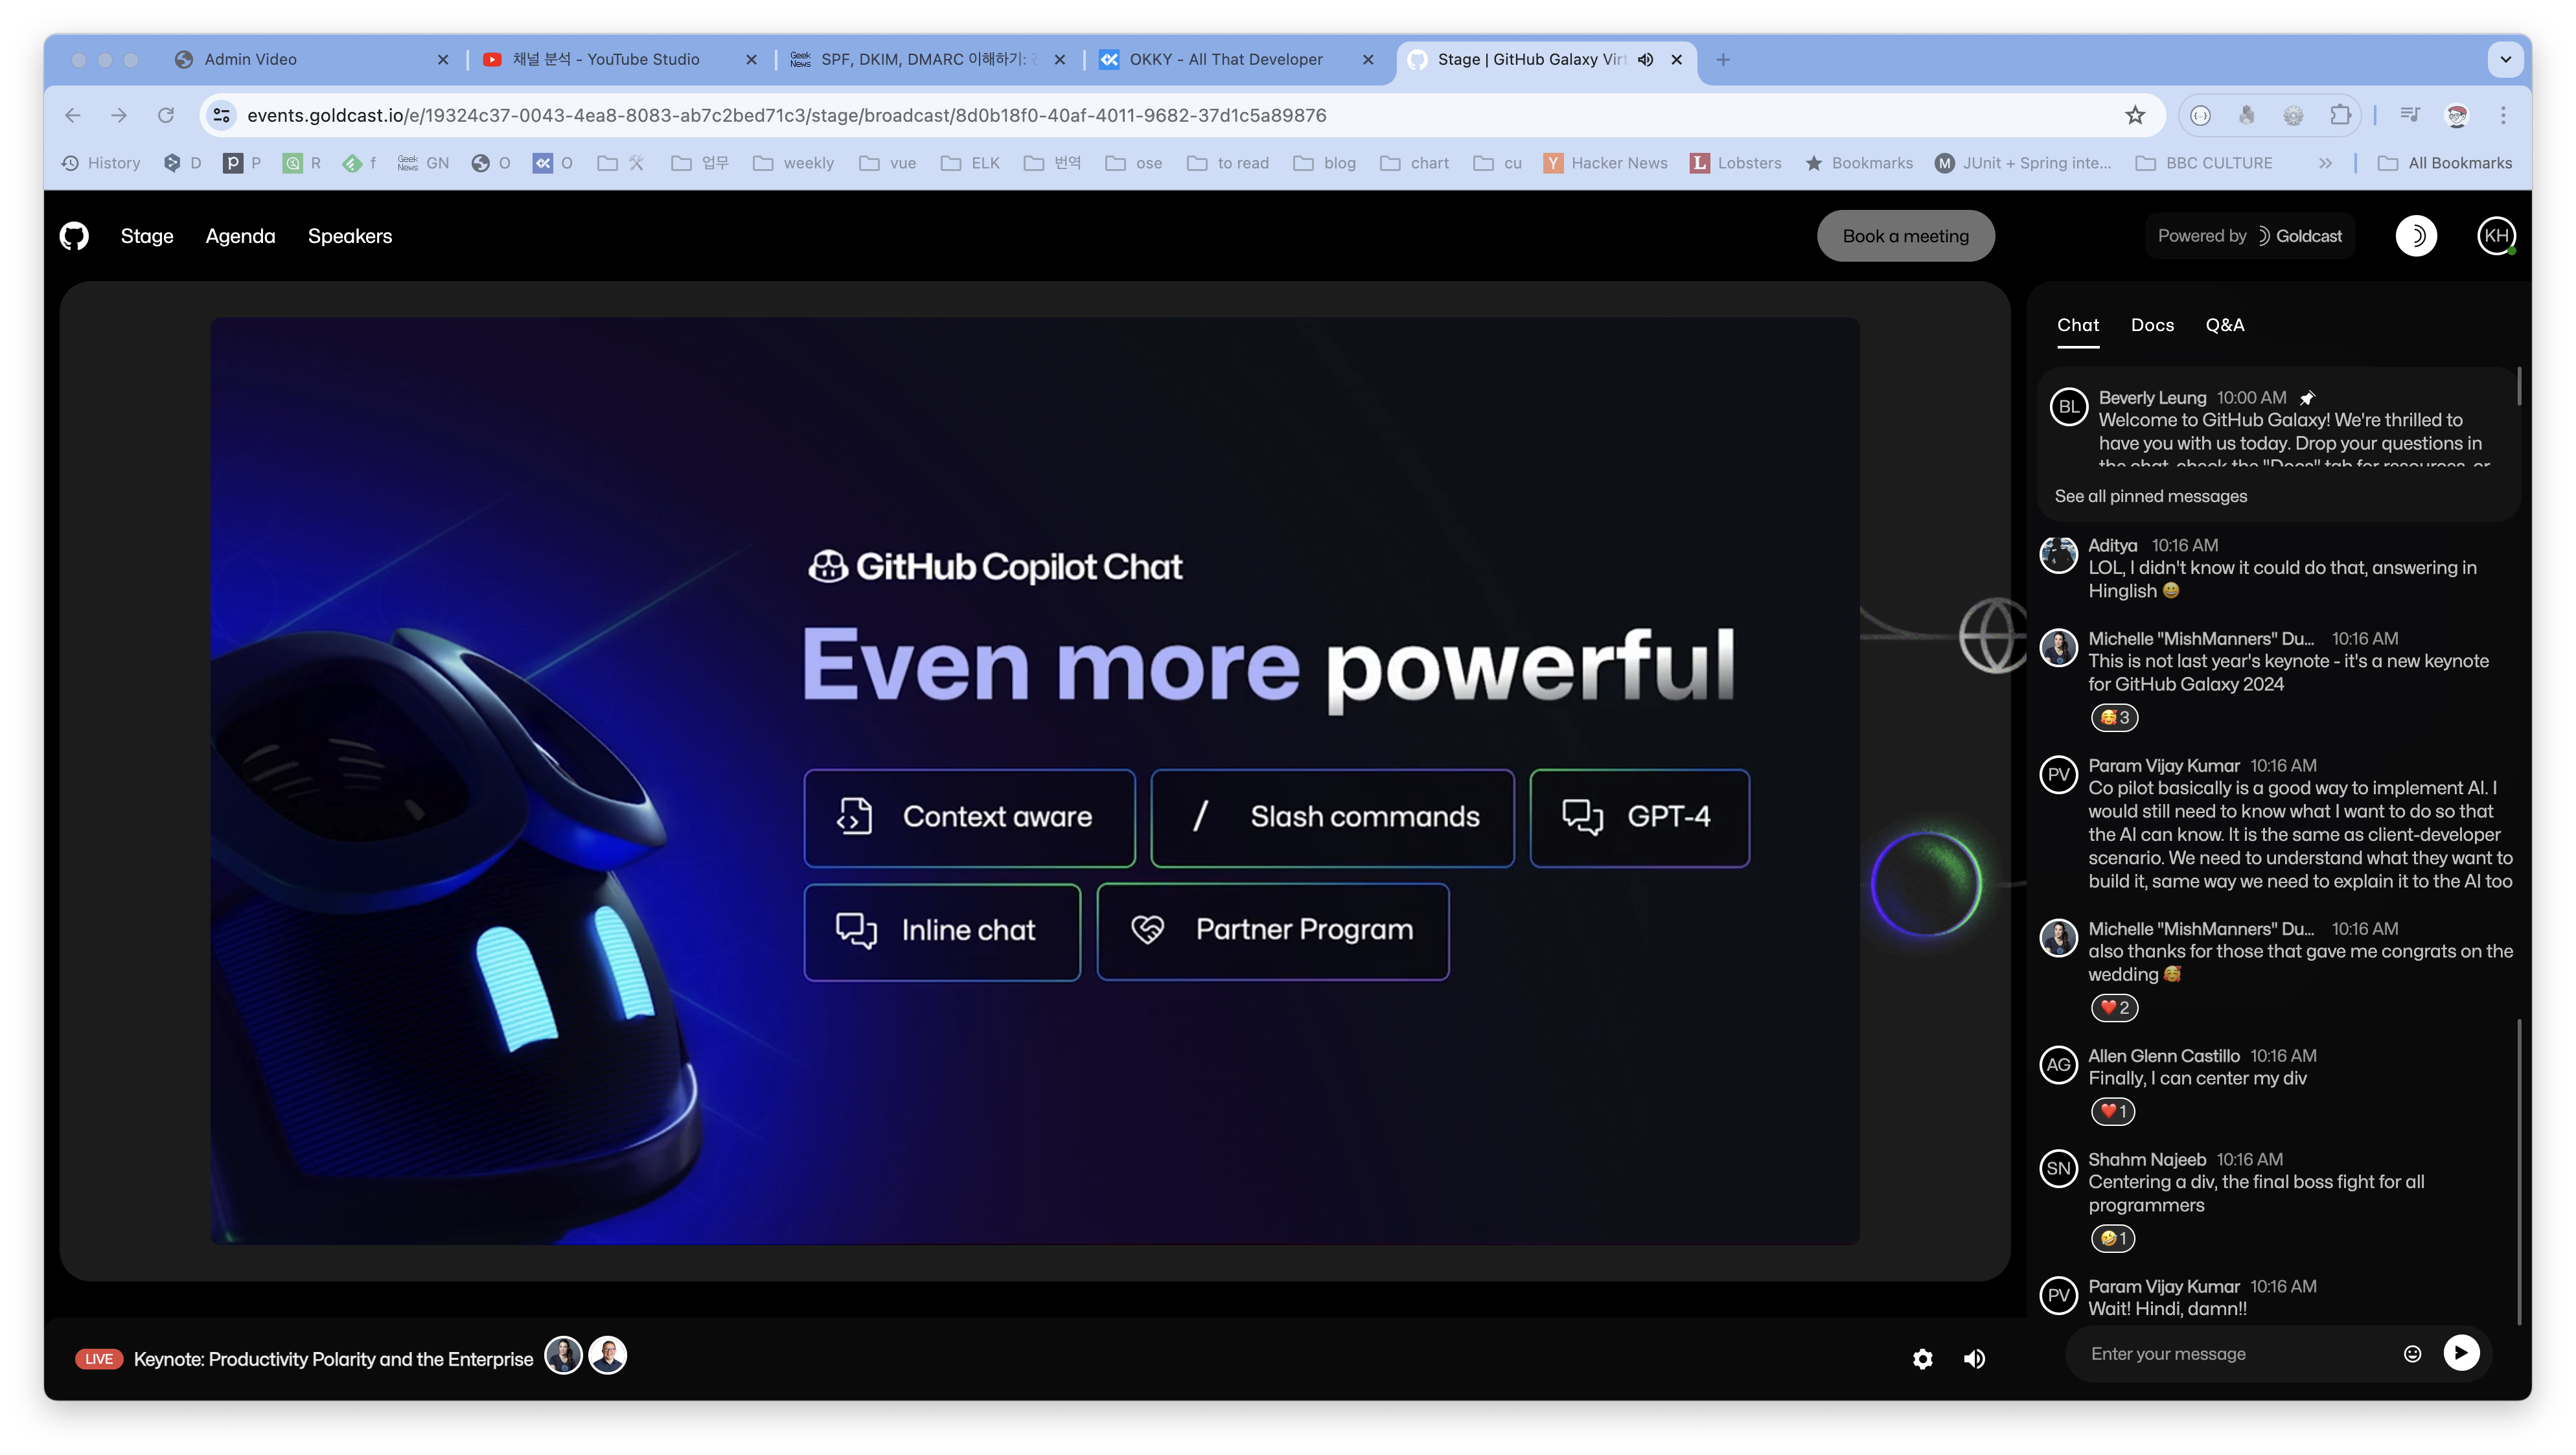 Admin Video
채널 분석 - YouTube Studio
Geek News
SPF, DKIM, DMARC 이해하기:
OKKY - All That Developer
Stage | GitHub Galaxy Virt
events.goldcast.io/e/19324c37-0043-4ea8-8083-ab7c2bed71c3/stage/broadcast/8d0b18f0-40af-4011-9682-37d1c5a89876
History D P R f Geek News GN O O 업무 weekly vue ELK 번역 ose to read blog chart cu Y Hacker News L Lobsters Bookmarks M JUnit + Spring inte... BBC CULTURE » All Bookmarks
Stage Agenda Speakers
Book a meeting
Powered by Goldcast
KH
GitHub Copilot Chat
Even more powerful
Context aware
/ Slash commands
GPT-4
Inline chat
Partner Program
Chat Docs Q&A
BL
Beverly Leung 10:00 AM
Welcome to GitHub Galaxy! We're thrilled to
have you with us today. Drop your questions in
the chat, check the "Docs" tab for resources, or
See all pinned messages
Aditya 10:16 AM
LOL, I didn't know it could do that, answering in
Hinglish 😀
Michelle "MishManners" Du... 10:16 AM
This is not last year's keynote - it's a new keynote
for GitHub Galaxy 2024
🥰 3
PV
Param Vijay Kumar 10:16 AM
Co pilot basically is a good way to implement AI. I
would still need to know what I want to do so that
the AI can know. It is the same as client-developer
scenario. We need to understand what they want to
build it, same way we need to explain it to the AI too
Michelle "MishManners" Du... 10:16 AM
also thanks for those that gave me congrats on the
wedding 🥰
❤️ 2
AG
Allen Glenn Castillo 10:16 AM
Finally, I can center my div
❤️ 1
SN
Shahm Najeeb 10:16 AM
Centering a div, the final boss fight for all
programmers
🤣 1
PV
Param Vijay Kumar 10:16 AM
Wait! Hindi, damn!!
Enter your message
LIVE Keynote: Productivity Polarity and the Enterprise